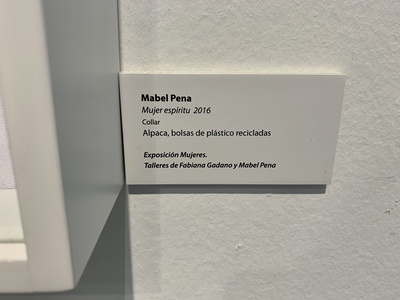 Mabel Pena
Mujer espíritu 2016
Collar
Alpaca, bolsas de plástico recicladas
Exposición Mujeres.
Talleres de Fabiana Gadano y Mabel Pena